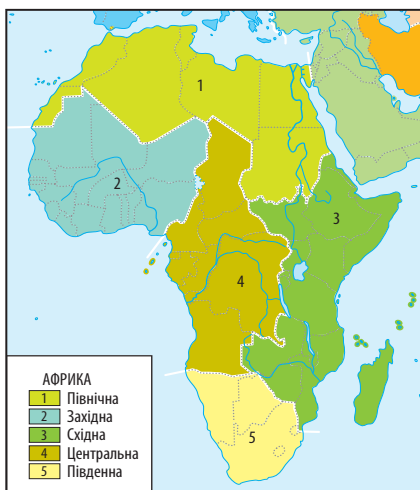 1
2
3
4
5
АФРИКА
1 Північна
2 Західна
3 Східна
4 Центральна
5 Південна